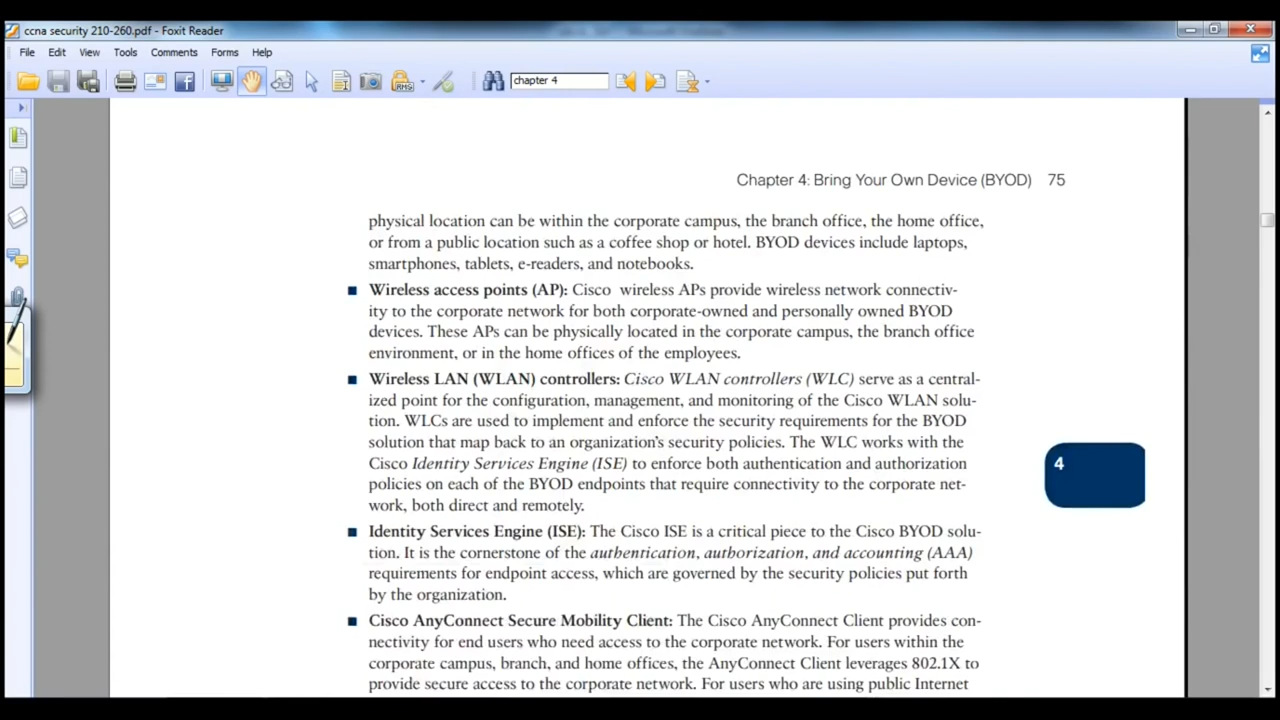 ccna security 210-260.pdf - Foxit Reader
File Edit View Tools Comments Forms Help
RMS
chapter 4
Chapter 4: Bring Your Own Device (BYOD) 75
physical location can be within the corporate campus, the branch office, the home office,
or from a public location such as a coffee shop or hotel. BYOD devices include laptops,
smartphones, tablets, e-readers, and notebooks.
■ Wireless access points (AP): Cisco wireless APs provide wireless network connectiv-
ity to the corporate network for both corporate-owned and personally owned BYOD
devices. These APs can be physically located in the corporate campus, the branch office
environment, or in the home offices of the employees.
■ Wireless LAN (WLAN) controllers: Cisco WLAN controllers (WLC) serve as a central-
ized point for the configuration, management, and monitoring of the Cisco WLAN solu-
tion. WLCs are used to implement and enforce the security requirements for the BYOD
solution that map back to an organization's security policies. The WLC works with the
Cisco Identity Services Engine (ISE) to enforce both authentication and authorization
policies on each of the BYOD endpoints that require connectivity to the corporate net-
work, both direct and remotely.
4
■ Identity Services Engine (ISE): The Cisco ISE is a critical piece to the Cisco BYOD solu-
tion. It is the cornerstone of the authentication, authorization, and accounting (AAA)
requirements for endpoint access, which are governed by the security policies put forth
by the organization.
■ Cisco AnyConnect Secure Mobility Client: The Cisco AnyConnect Client provides con-
nectivity for end users who need access to the corporate network. For users within the
corporate campus, branch, and home offices, the AnyConnect Client leverages 802.1X to
provide secure access to the corporate network. For users who are using public Internet